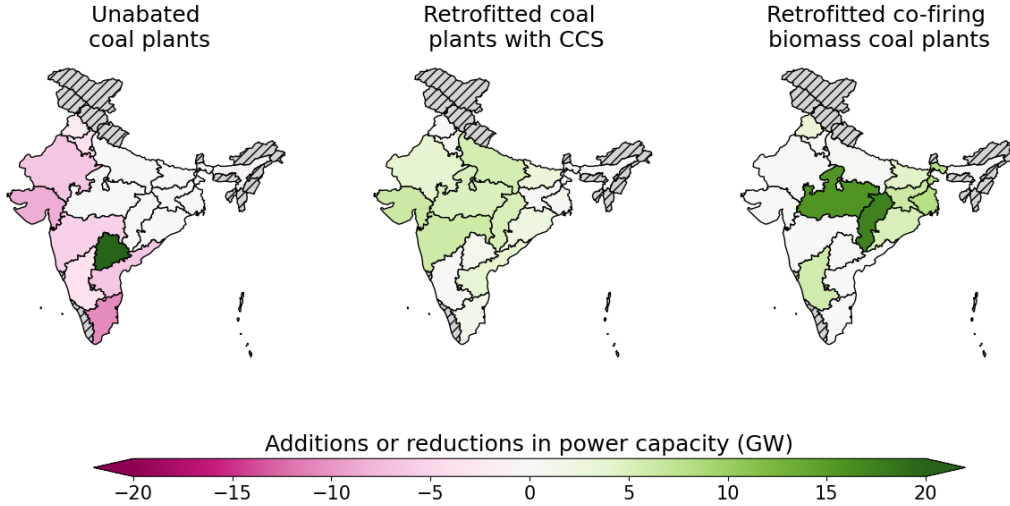 Unabated
coal plants
Retrofitted coal
plants with CCS
Retrofitted co-firing
biomass coal plants
Additions or reductions in power capacity (GW)
−20 −15 −10 −5 0 5 10 15 20